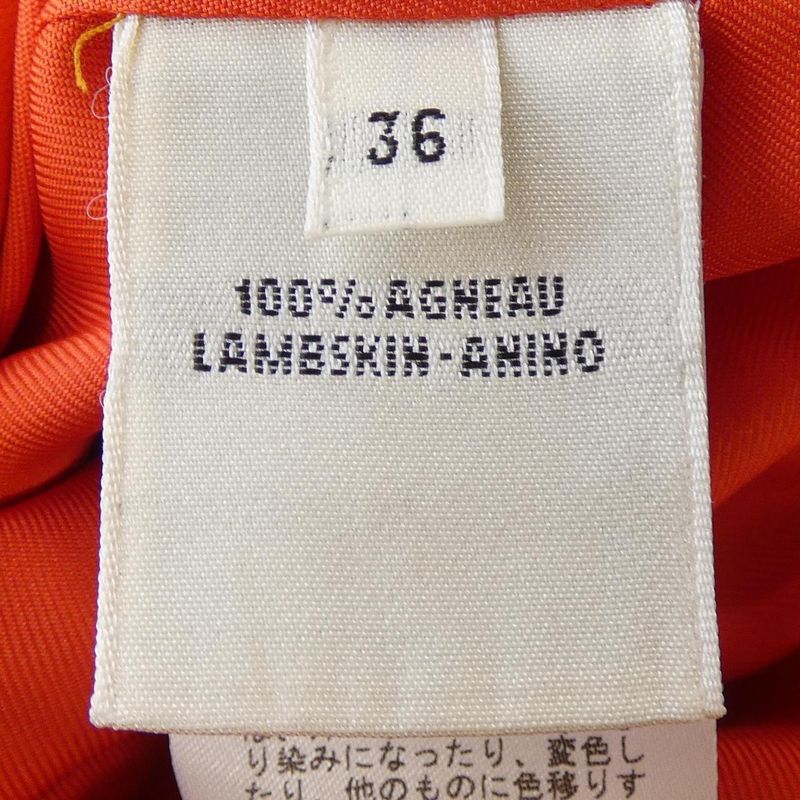 36
100% AGNEAU
LAMBSKIN-ANINO
り染みになったり、変色し
たり、他のものに色移りす